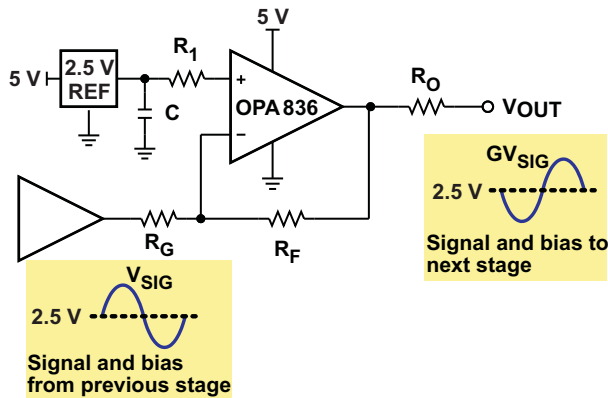 5 V
R1
5 V
2.5 V
REF
+
OPA836
C
−
RO
VOUT
GVSIG
2.5 V
Signal and bias to
next stage
RG
RF
VSIG
2.5 V
Signal and bias
from previous stage